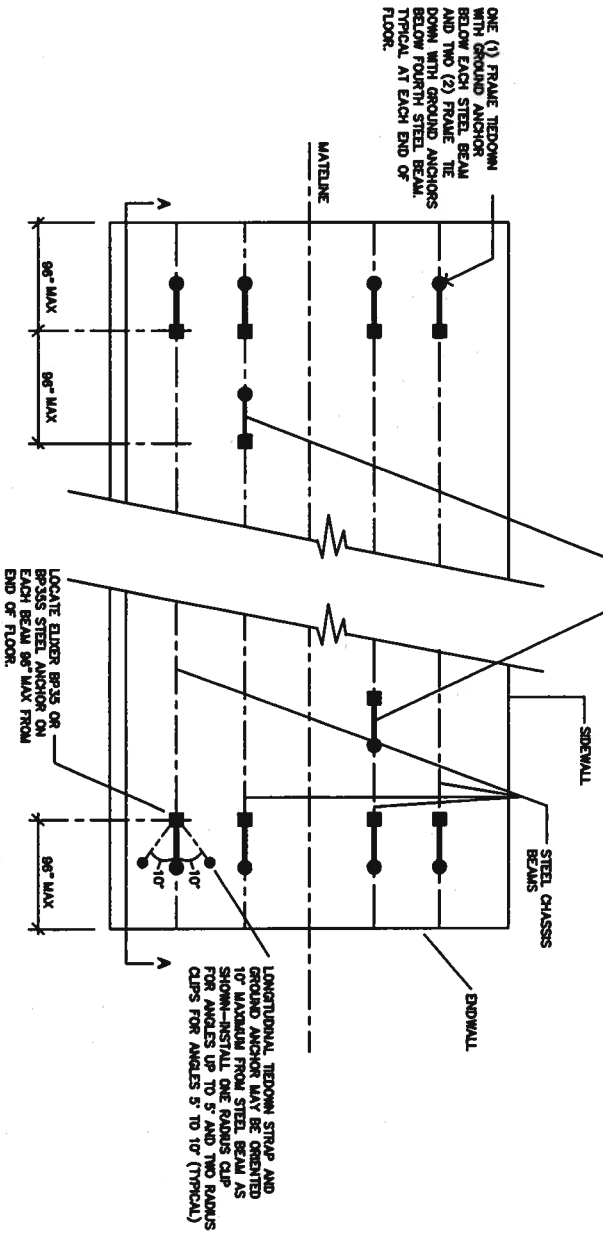 ONE (1) FRAME TIEDOWN
WITH GROUND ANCHOR
BELOW EACH STEEL BEAM
AND TWO (2) FRAME TIE
DOWN WITH GROUND ANCHORS
BELOW FOURTH STEEL BEAM.
TYPICAL AT EACH END OF
FLOOR.
MATELINE
A
96" MAX
96" MAX
SIDEWALL
STEEL CHASSIS
BEAMS
ENDWALL
LOCATE ELIXER BP35 OR
BP35S STEEL ANCHOR ON
EACH BEAM 96" MAX FROM
END OF FLOOR.
10°
10°
96" MAX
A
LONGITUDINAL TIEDOWN STRAP AND
GROUND ANCHOR MAY BE ORIENTED
10° MAXIMUM FROM STEEL BEAM AS
SHOWN-INSTALL ONE RADIUS CLIP
FOR ANGLES UP TO 5° AND TWO RADIUS
CLIPS FOR ANGLES 5° TO 10° (TYPICAL)